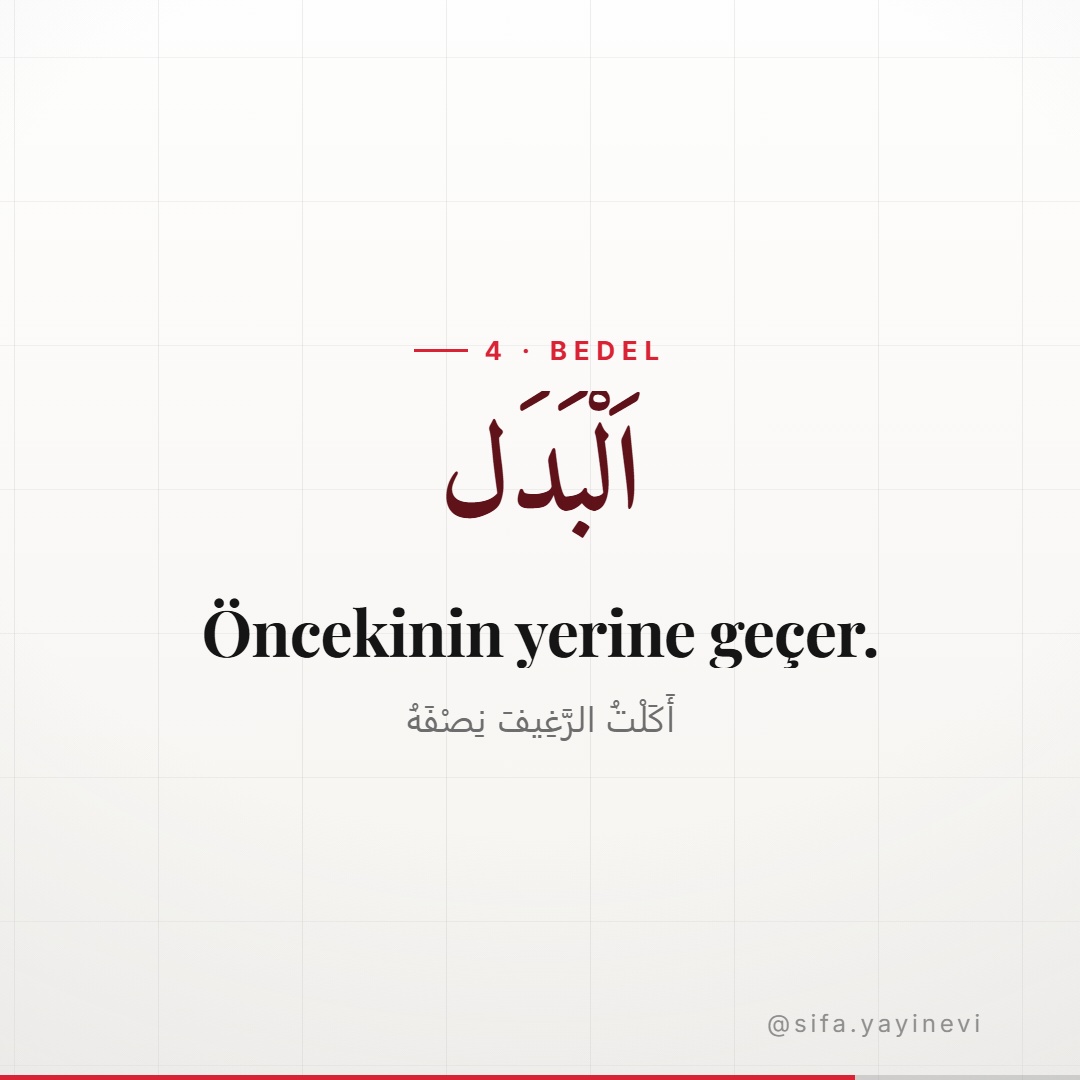 4 · BEDEL
اَلْبَدَل
Öncekinin yerine geçer.
أَكَلْتُ الرَّغِيفَ نِصْفَهُ
@sifa.yayinevi